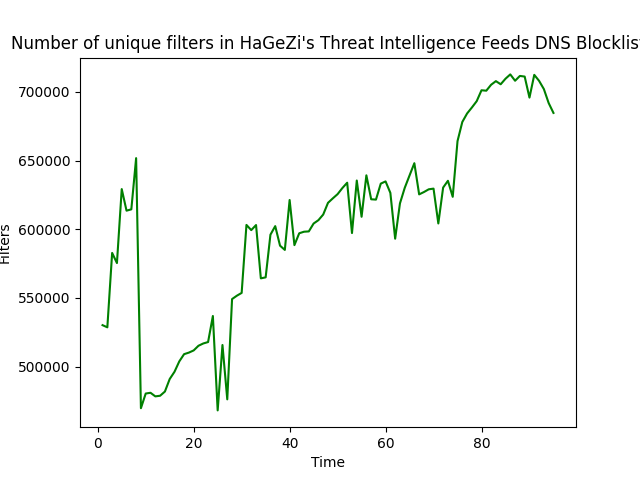 Number of unique filters in HaGeZi's Threat Intelligence Feeds DNS Blocklis
700000
650000
600000
550000
500000
Filters
0 20 40 60 80
Time